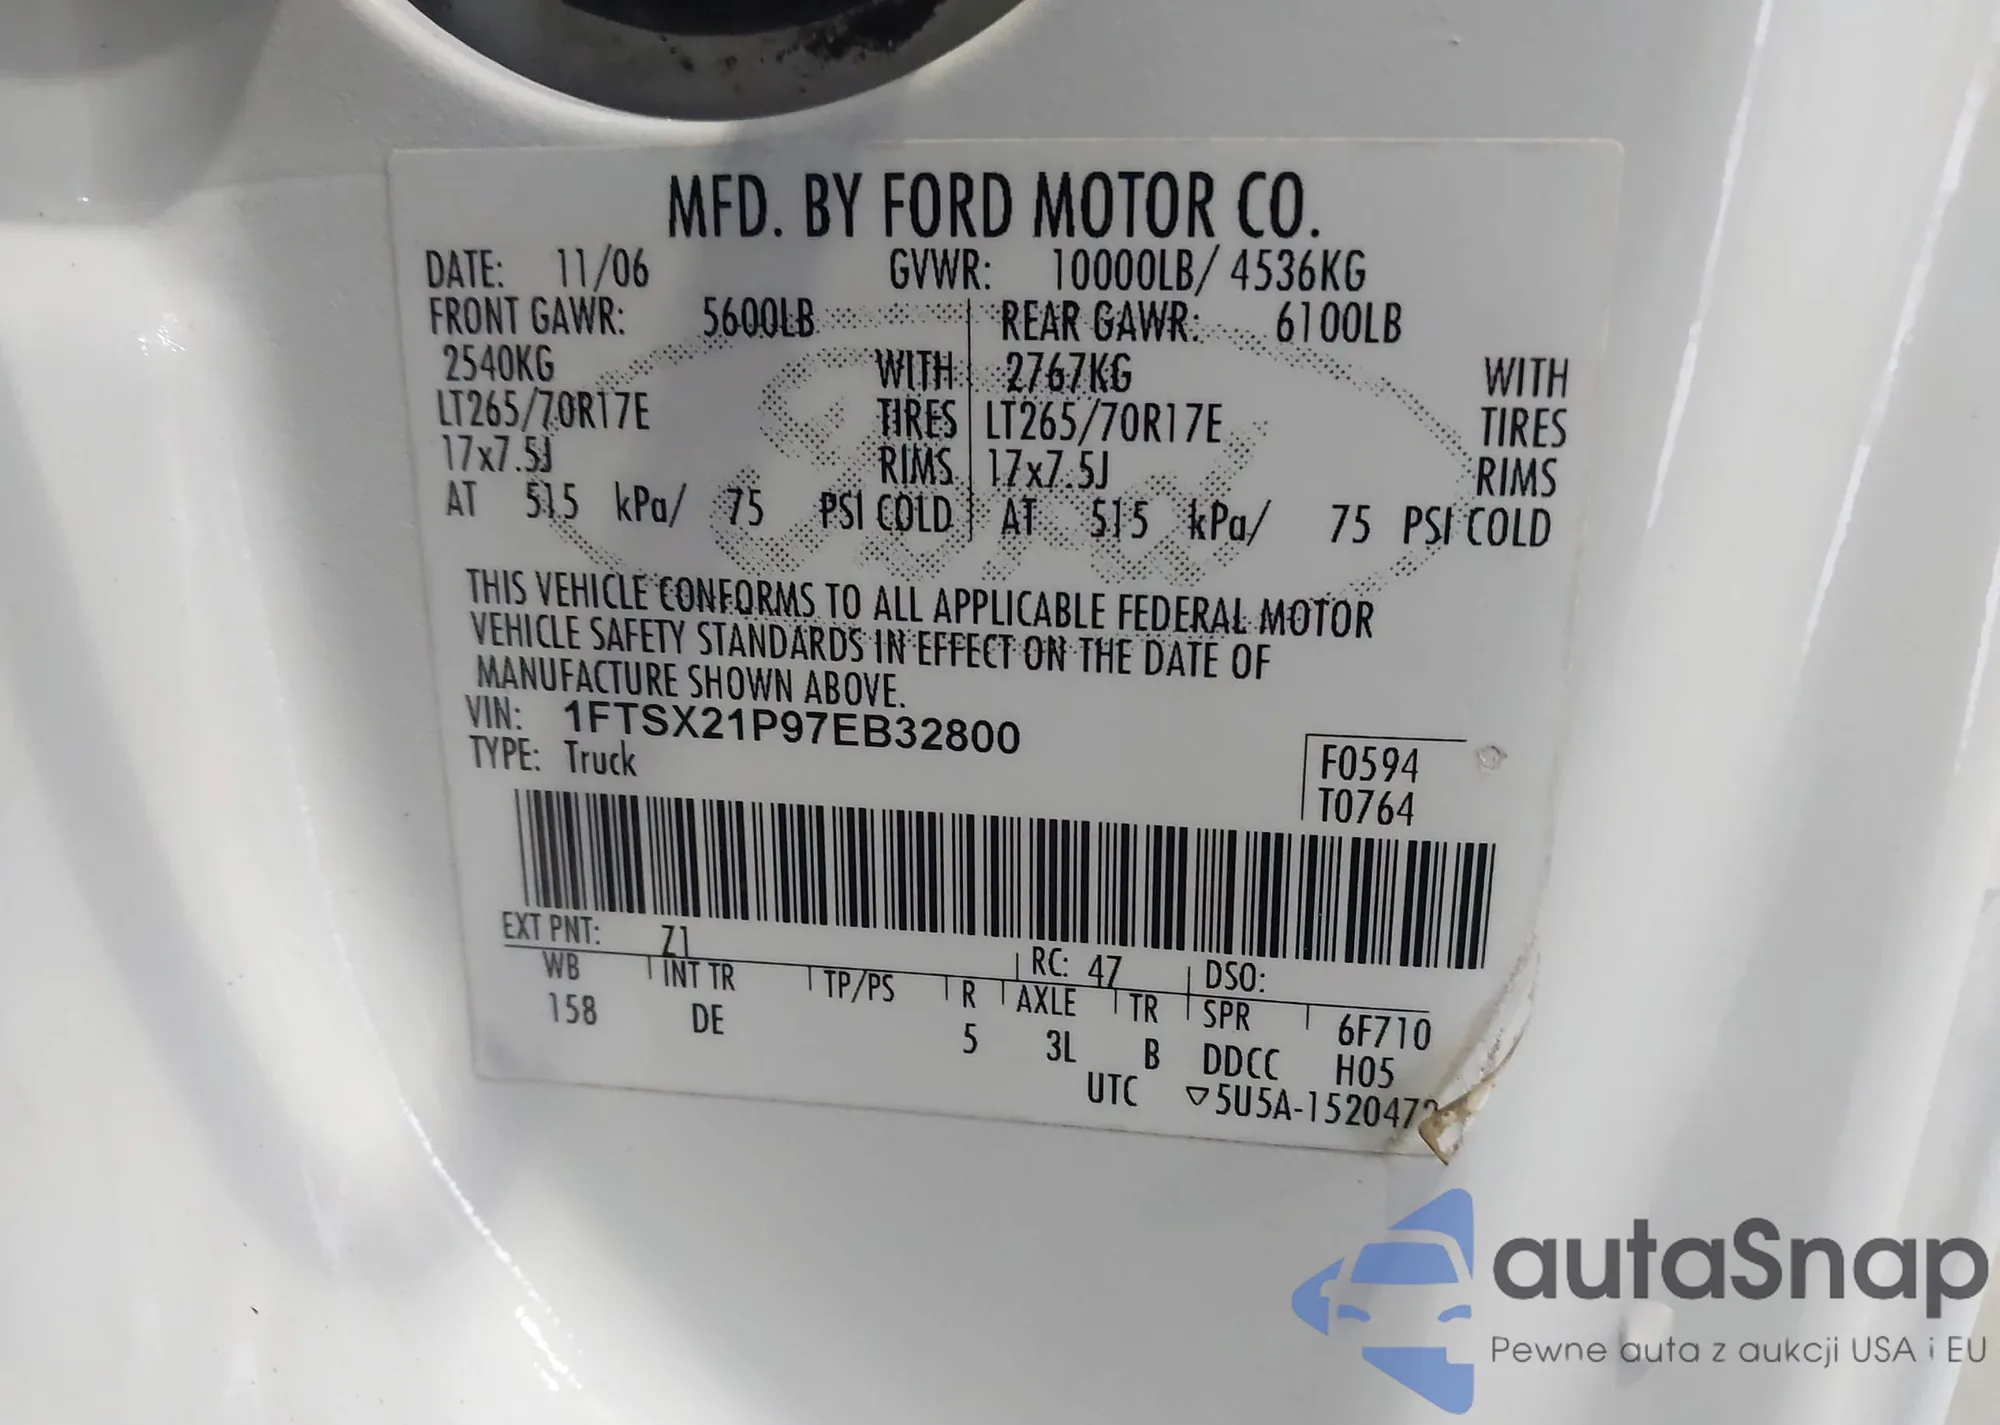 MFD. BY FORD MOTOR CO.
DATE: 11/06 GVWR: 10000LB/ 4536KG
FRONT GAWR: 5600LB REAR GAWR: 6100LB
2540KG WITH 2767KG WITH
LT265/70R17E TIRES LT265/70R17E TIRES
17x7.5J RIMS 17x7.5J RIMS
AT 515 kPa/ 75 PSI COLD AT 515 kPa/ 75 PSI COLD
THIS VEHICLE CONFORMS TO ALL APPLICABLE FEDERAL MOTOR
VEHICLE SAFETY STANDARDS IN EFFECT ON THE DATE OF
MANUFACTURE SHOWN ABOVE.
VIN: 1FTSX21P97EB32800
TYPE: Truck
F0594
T0764
EXT PNT: Z1 RC: 47 DSO:
WB INT TR TP/PS R AXLE TR SPR 6F710
158 DE 5 3L B DDCC H05
UTC ▽5U5A-152047
autaSnap
Pewne auta z aukcji USA i EU